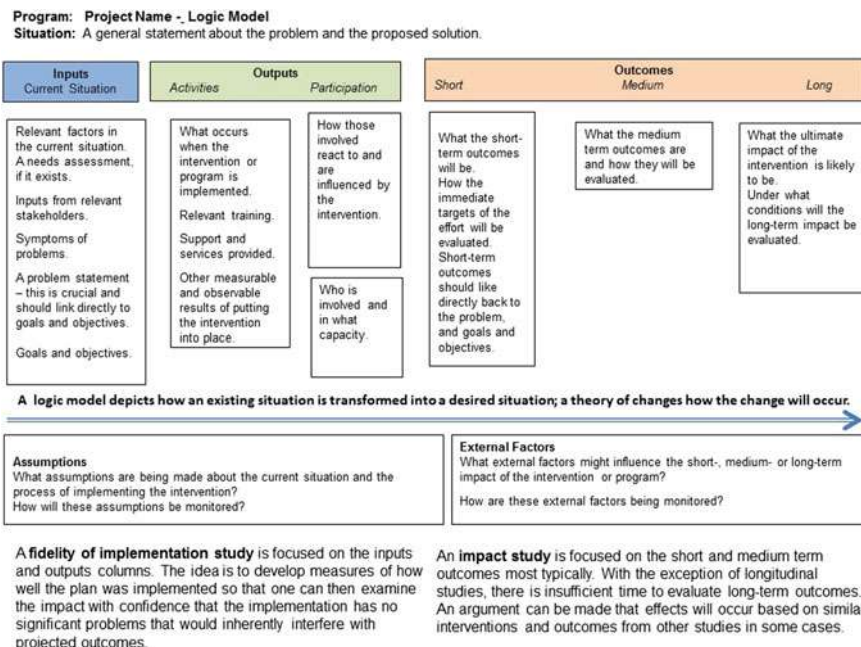 Program: Project Name -  Logic Model
Situation: A general statement about the problem and the proposed solution.
Inputs
Current Situation
Outputs
Activities
Participation
Outcomes
Short
Medium
Long
Relevant factors in
the current situation.
A needs assessment,
if it exists.
Inputs from relevant
stakeholders.
Symptoms of
problems.
A problem statement
– this is crucial and
should link directly to
goals and objectives.
Goals and objectives.
What occurs
when the
intervention or
program is
implemented.
Relevant training.
Support and
services provided.
Other measurable
and observable
results of putting
the intervention
into place.
How those
involved
react to and
are
influenced by
the
intervention.
Who is
involved and
in what
capacity.
What the short-
term outcomes
will be.
How the
immediate
targets of the
effort will be
evaluated.
Short-term
outcomes
should like
directly back to
the problem,
and goals and
objectives.
What the medium
term outcomes are
and how they will be
evaluated.
What the ultimate
impact of the
intervention is likely
to be.
Under what
conditions will the
long-term impact be
evaluated.
A logic model depicts how an existing situation is transformed into a desired situation; a theory of changes how the change will occur.
Assumptions
What assumptions are being made about the current situation and the
process of implementing the intervention?
How will these assumptions be monitored?
External Factors
What external factors might influence the short-, medium- or long-term
impact of the intervention or program?
How are these external factors being monitored?
A fidelity of implementation study is focused on the inputs
and outputs columns. The idea is to develop measures of how
well the plan was implemented so that one can then examine
the impact with confidence that the implementation has no
significant problems that would inherently interfere with
projected outcomes.
An impact study is focused on the short and medium term
outcomes most typically. With the exception of longitudinal
studies, there is insufficient time to evaluate long-term outcomes.
An argument can be made that effects will occur based on simila
interventions and outcomes from other studies in some cases.